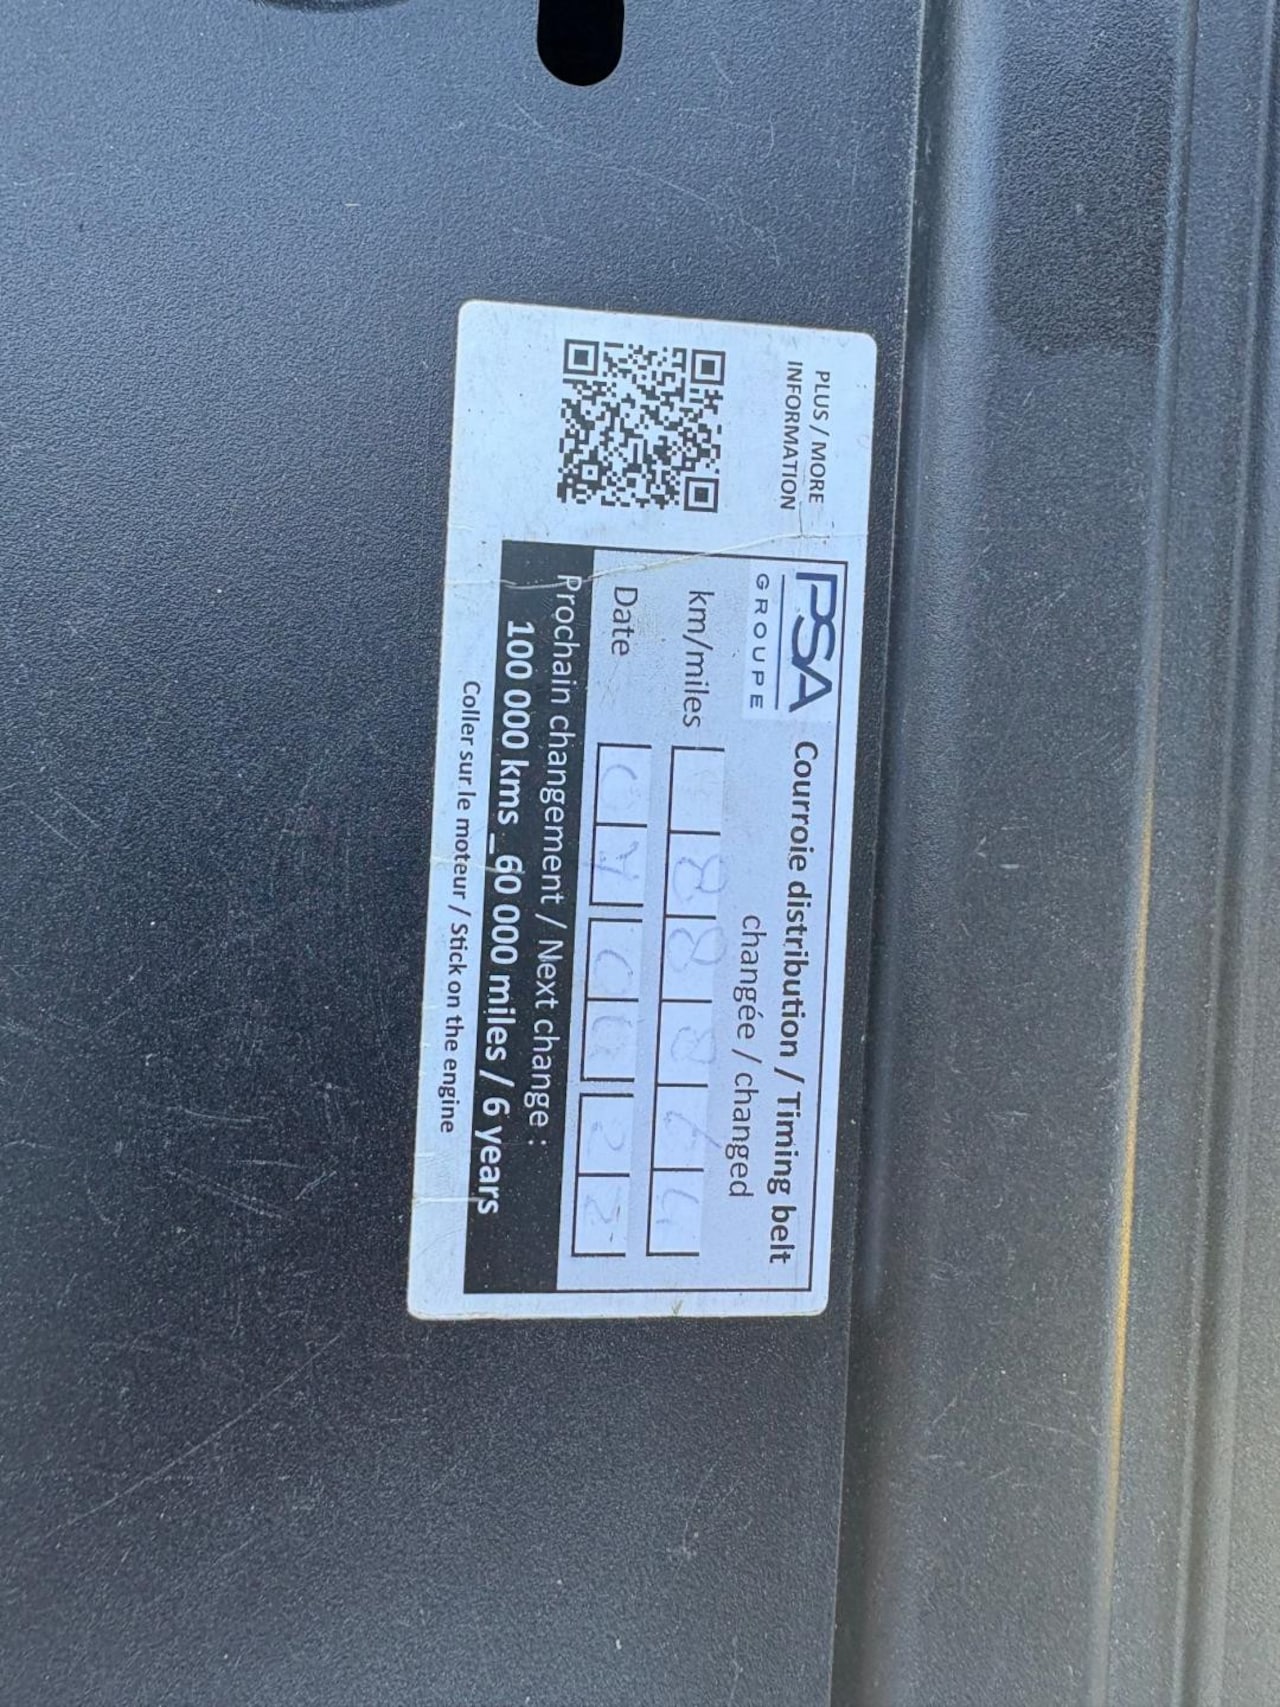 PLUS / MORE
INFORMATION
PSA
GROUPE
Courroie distribution / Timing belt
changée / changed
km/miles 888
Date
Prochain changement / Next change :
100 000 kms _60 000 miles / 6 years
Coller sur le moteur / Stick on the engine